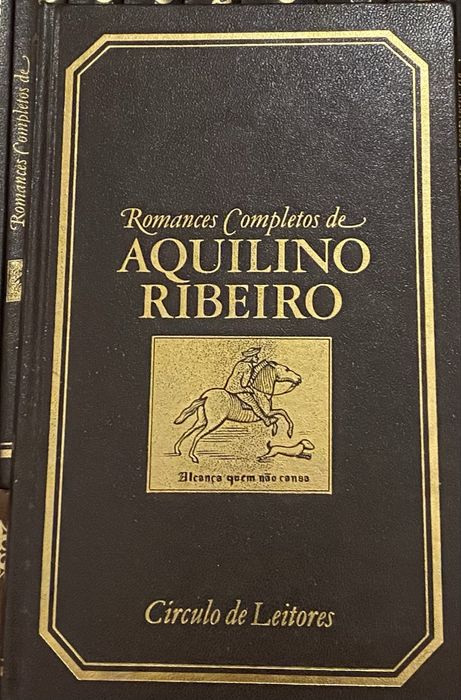 Romances Completos de
Romances Completos de
AQUILINO
RIBEIRO
Alcança quem não cansa
Círculo de Leitores